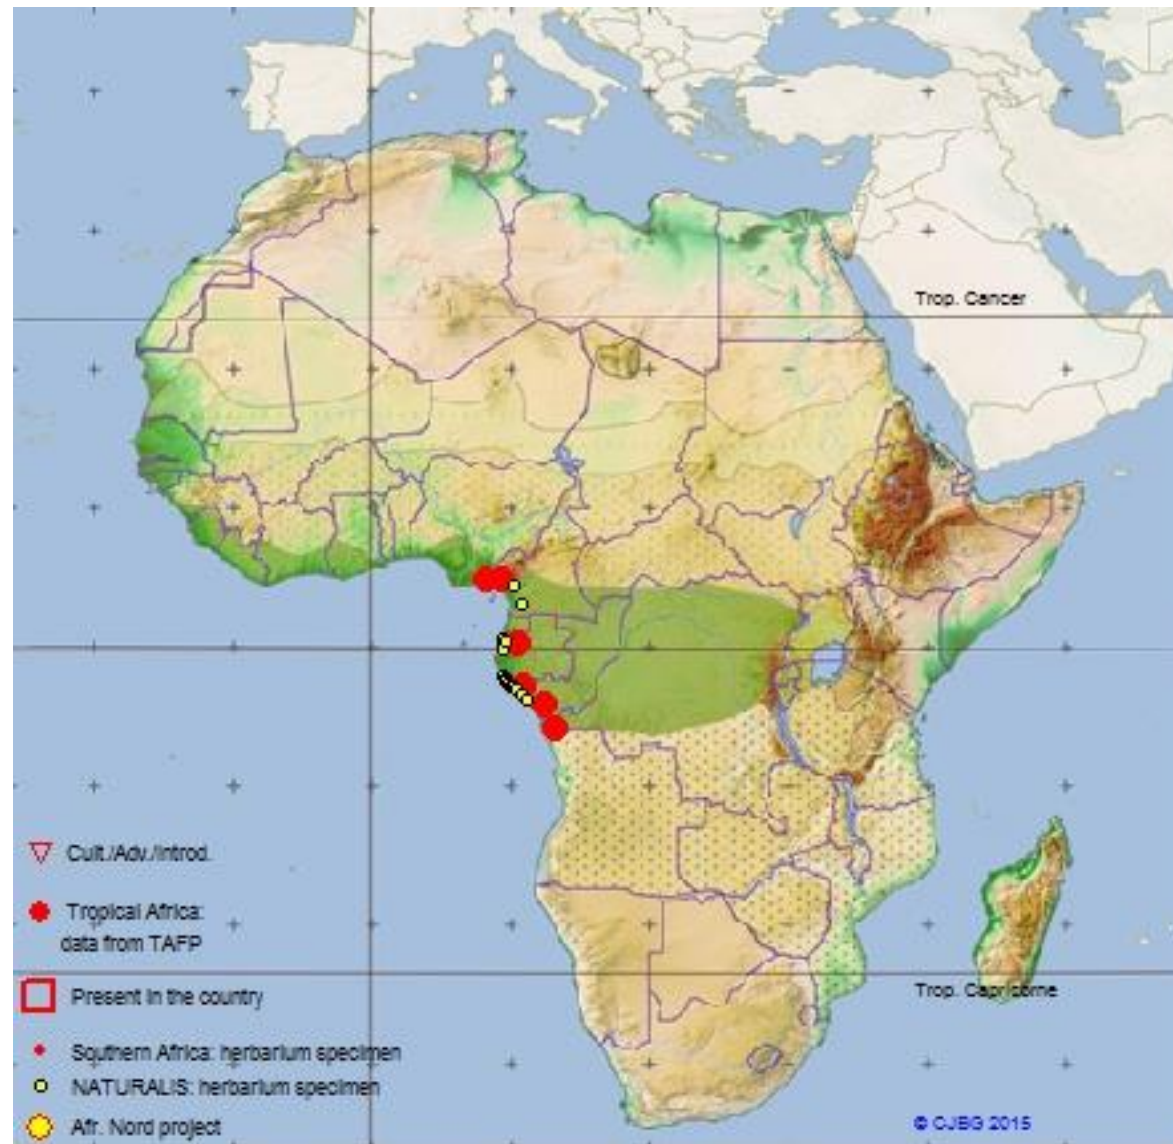 Trop. Cancer
Cult./Adv./Introd.
Tropical Africa:
data from TAFP
Present in the country
Trop. Capricorne
Southern Africa: herbarium specimen
NATURALIS: herbarium specimen
Afr. Nord project
© CJBG 2015